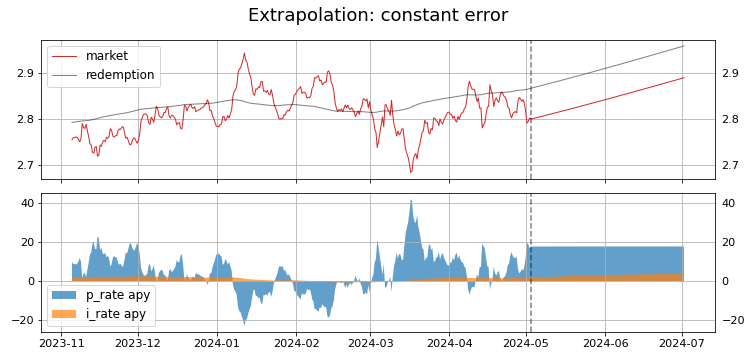 Extrapolation: constant error
market
redemption
2.9 2.9
2.8 2.8
2.7 2.7
40 40
20 20
0 0
−20 −20
p_rate apy
i_rate apy
2023-11 2023-12 2024-01 2024-02 2024-03 2024-04 2024-05 2024-06 2024-07